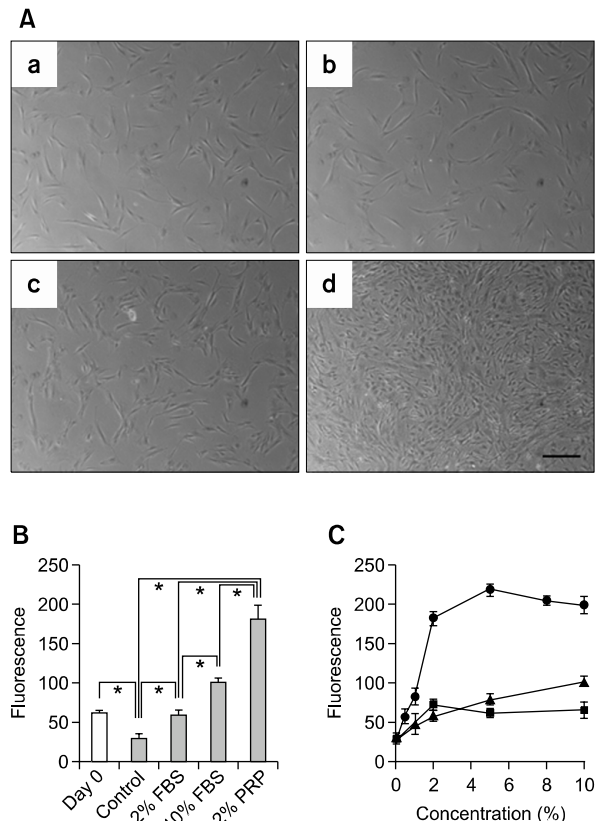 A
a
b
c
d
B
C
250
200
150
100
50
0
Fluorescence
*
*
*
*
*
*
Day 0
Control
2% FBS
10% FBS
2% PRP
250
200
150
100
50
0
Fluorescence
0
2
4
6
8
10
Concentration (%)